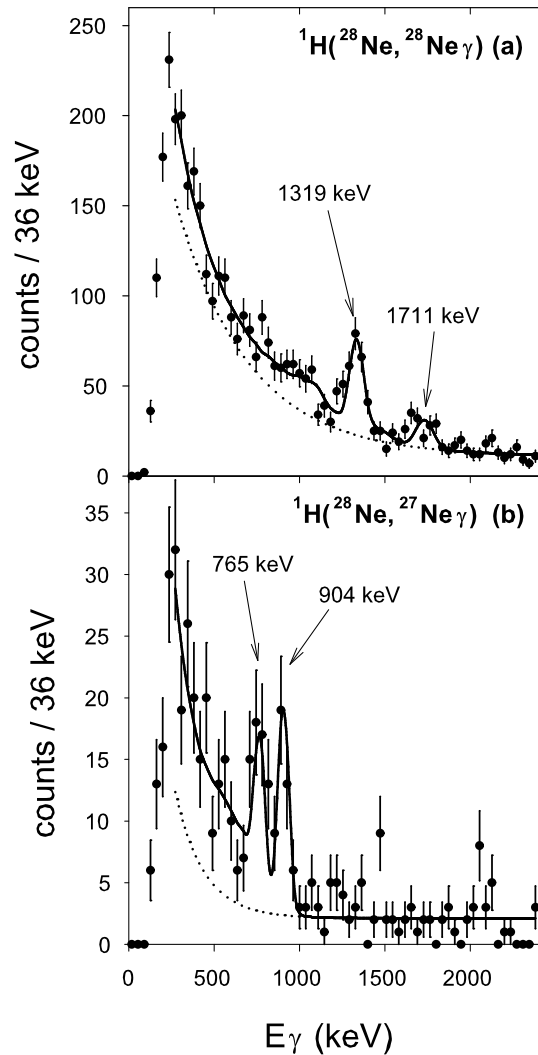 ¹H(²⁸Ne, ²⁸Neγ) (a)
250
200
150
100
50
0
counts / 36 keV
1319 keV
1711 keV
¹H(²⁸Ne, ²⁷Neγ) (b)
35
30
25
20
15
10
5
0
counts / 36 keV
765 keV
904 keV
0 500 1000 1500 2000
Eγ (keV)